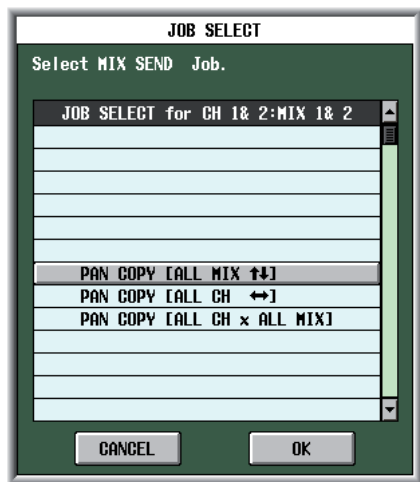 JOB SELECT
Select MIX SEND Job.
JOB SELECT for CH 1& 2:MIX 1& 2
PAN COPY [ALL MIX ⬆⬇]
PAN COPY [ALL CH ↔]
PAN COPY [ALL CH x ALL MIX]
CANCEL OK